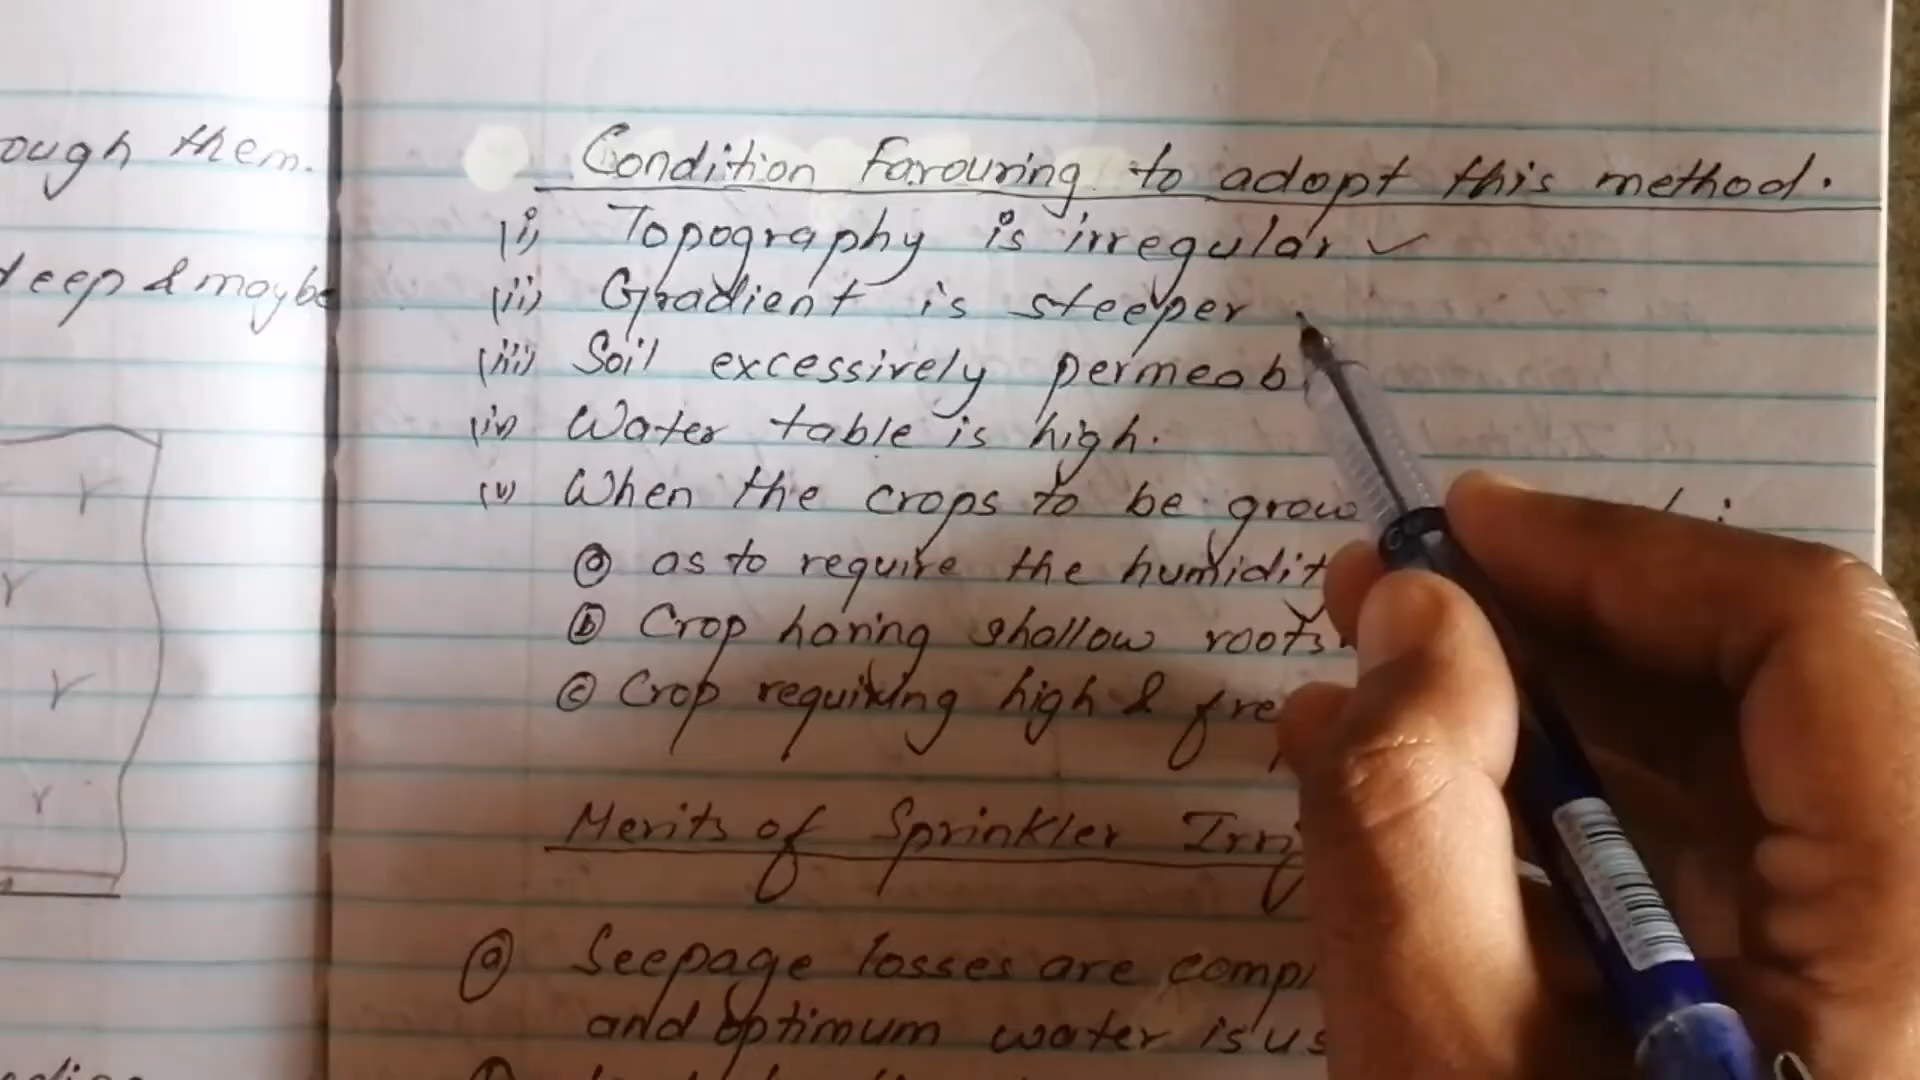 ough them.
deep & maybe
r
r
r
r
Condition Favouring to adopt this method.
(i) Topography is irregular ✓
(ii) Gradient is steeper
(iii) Soil excessively permeab
(iv) Water table is high.
(v) When the crops to be grow
(a) as to require the humidit
(b) Crop having shallow roots
(c) Crop requiring high & fre
Merits of Sprinkler Irri
(a) Seepage losses are comp
and optimum water is us